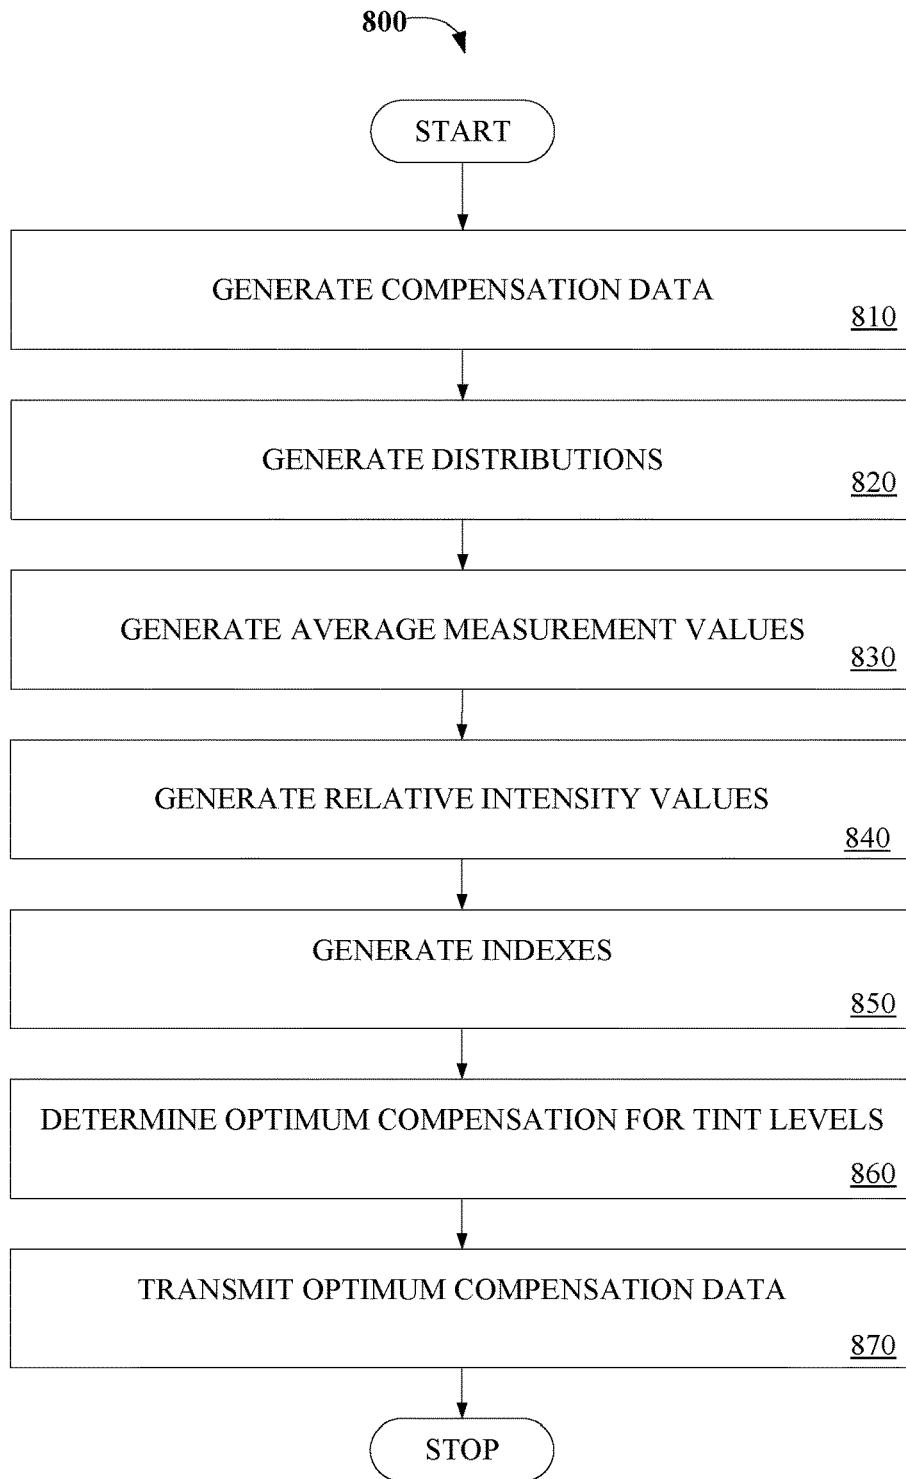 800
START
GENERATE COMPENSATION DATA
810
GENERATE DISTRIBUTIONS
820
GENERATE AVERAGE MEASUREMENT VALUES
830
GENERATE RELATIVE INTENSITY VALUES
840
GENERATE INDEXES
850
DETERMINE OPTIMUM COMPENSATION FOR TINT LEVELS
860
TRANSMIT OPTIMUM COMPENSATION DATA
870
STOP